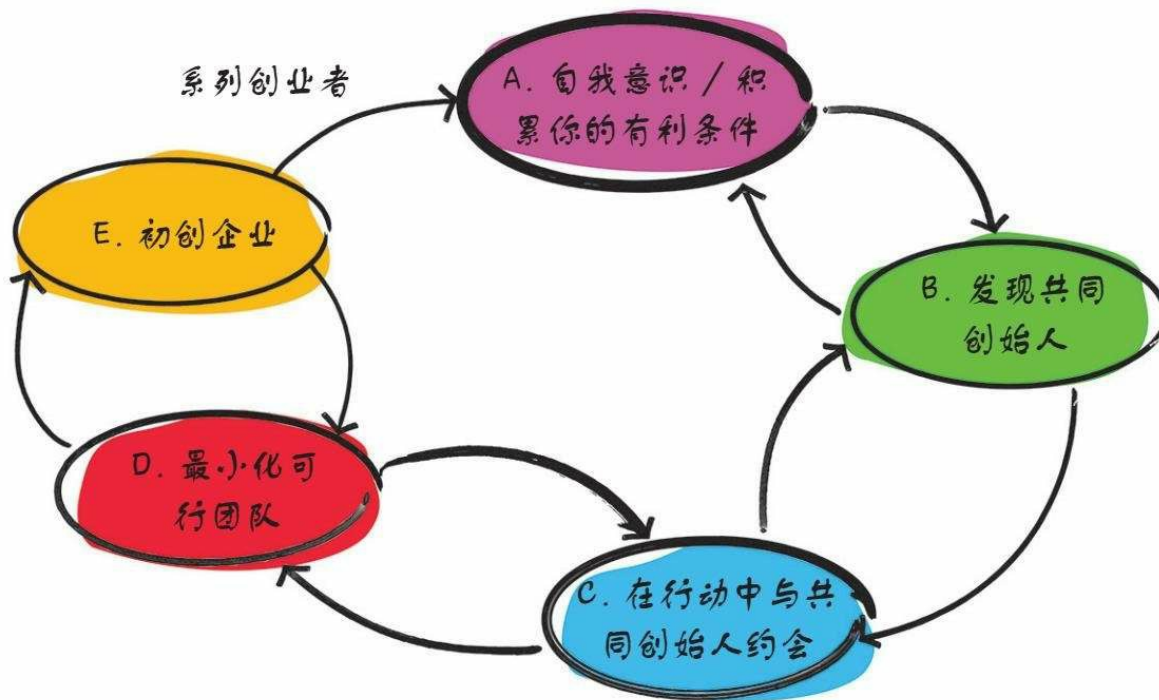 系列创业者
A. 自我意识 / 积
累你的有利条件
E. 初创企业
B. 发现共同
创始人
D. 最小化可
行团队
C. 在行动中与共
同创始人约会